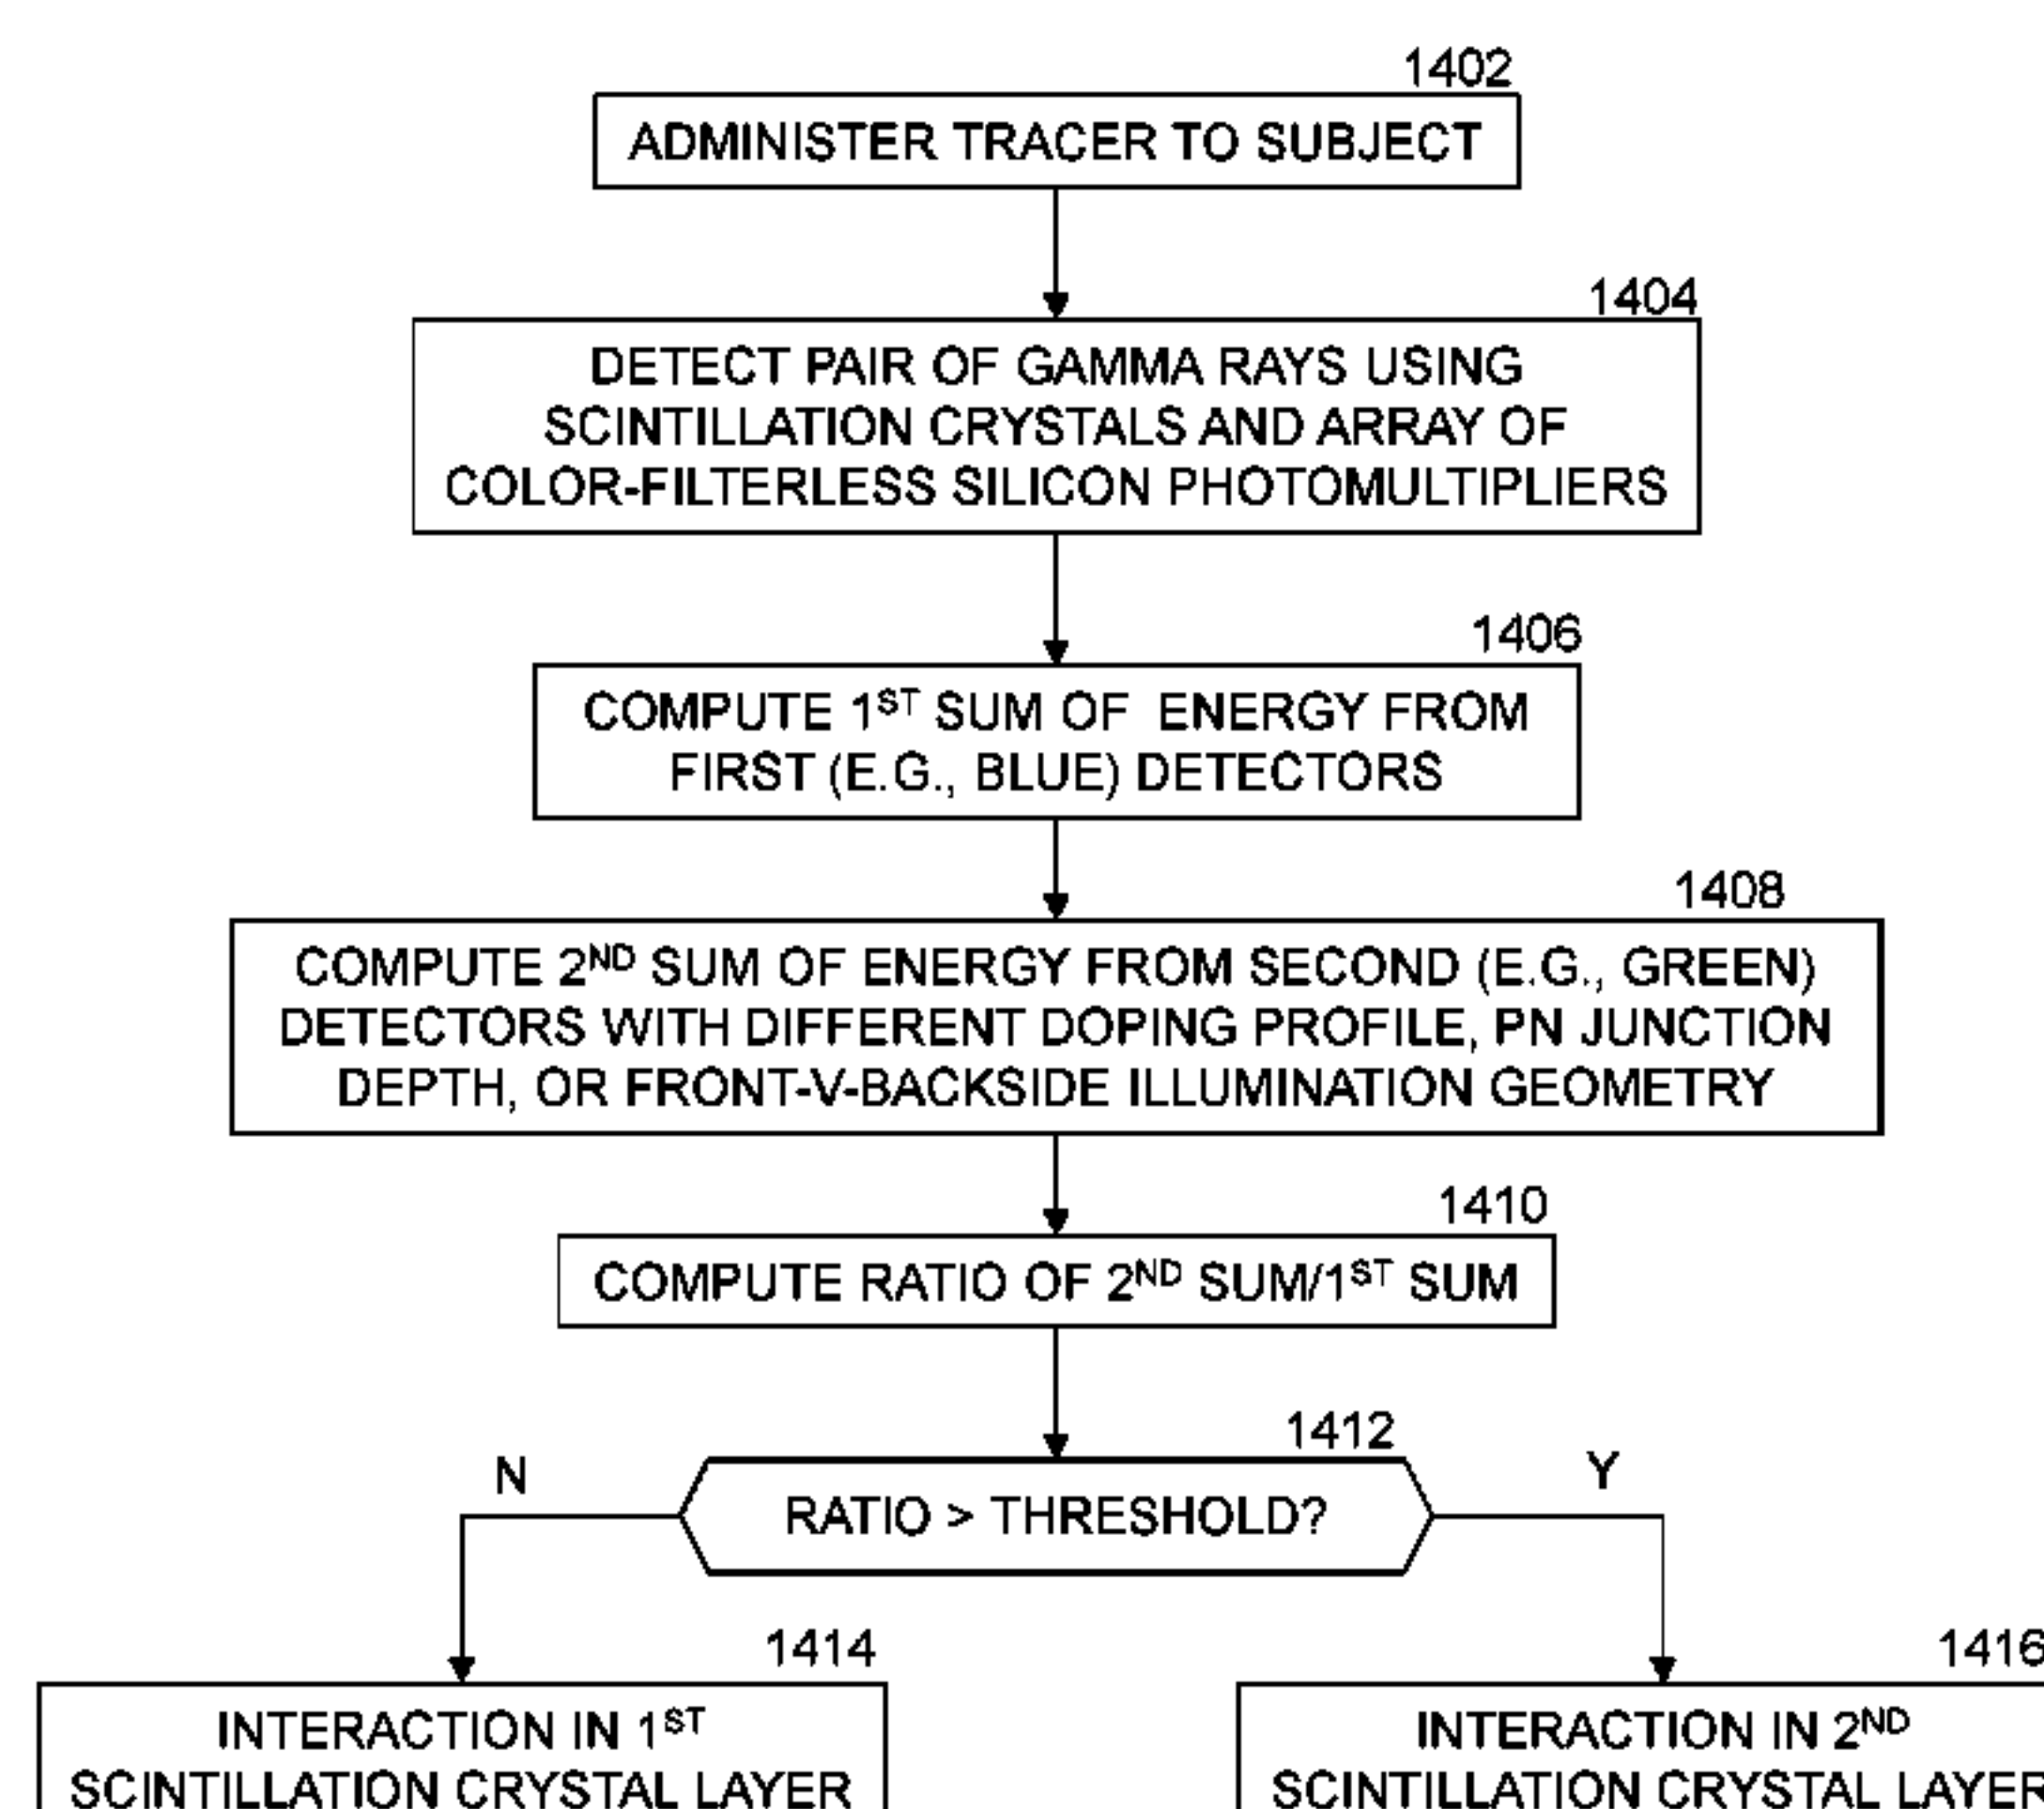 1402
ADMINISTER TRACER TO SUBJECT
1404
DETECT PAIR OF GAMMA RAYS USING
SCINTILLATION CRYSTALS AND ARRAY OF
COLOR-FILTERLESS SILICON PHOTOMULTIPLIERS
1406
COMPUTE 1ST SUM OF ENERGY FROM
FIRST (E.G., BLUE) DETECTORS
1408
COMPUTE 2ND SUM OF ENERGY FROM SECOND (E.G., GREEN)
DETECTORS WITH DIFFERENT DOPING PROFILE, PN JUNCTION
DEPTH, OR FRONT-V-BACKSIDE ILLUMINATION GEOMETRY
1410
COMPUTE RATIO OF 2ND SUM/1ST SUM
1412
N
Y
RATIO > THRESHOLD?
1414
1416
INTERACTION IN 1ST
SCINTILLATION CRYSTAL LAYER
INTERACTION IN 2ND
SCINTILLATION CRYSTAL LAYER